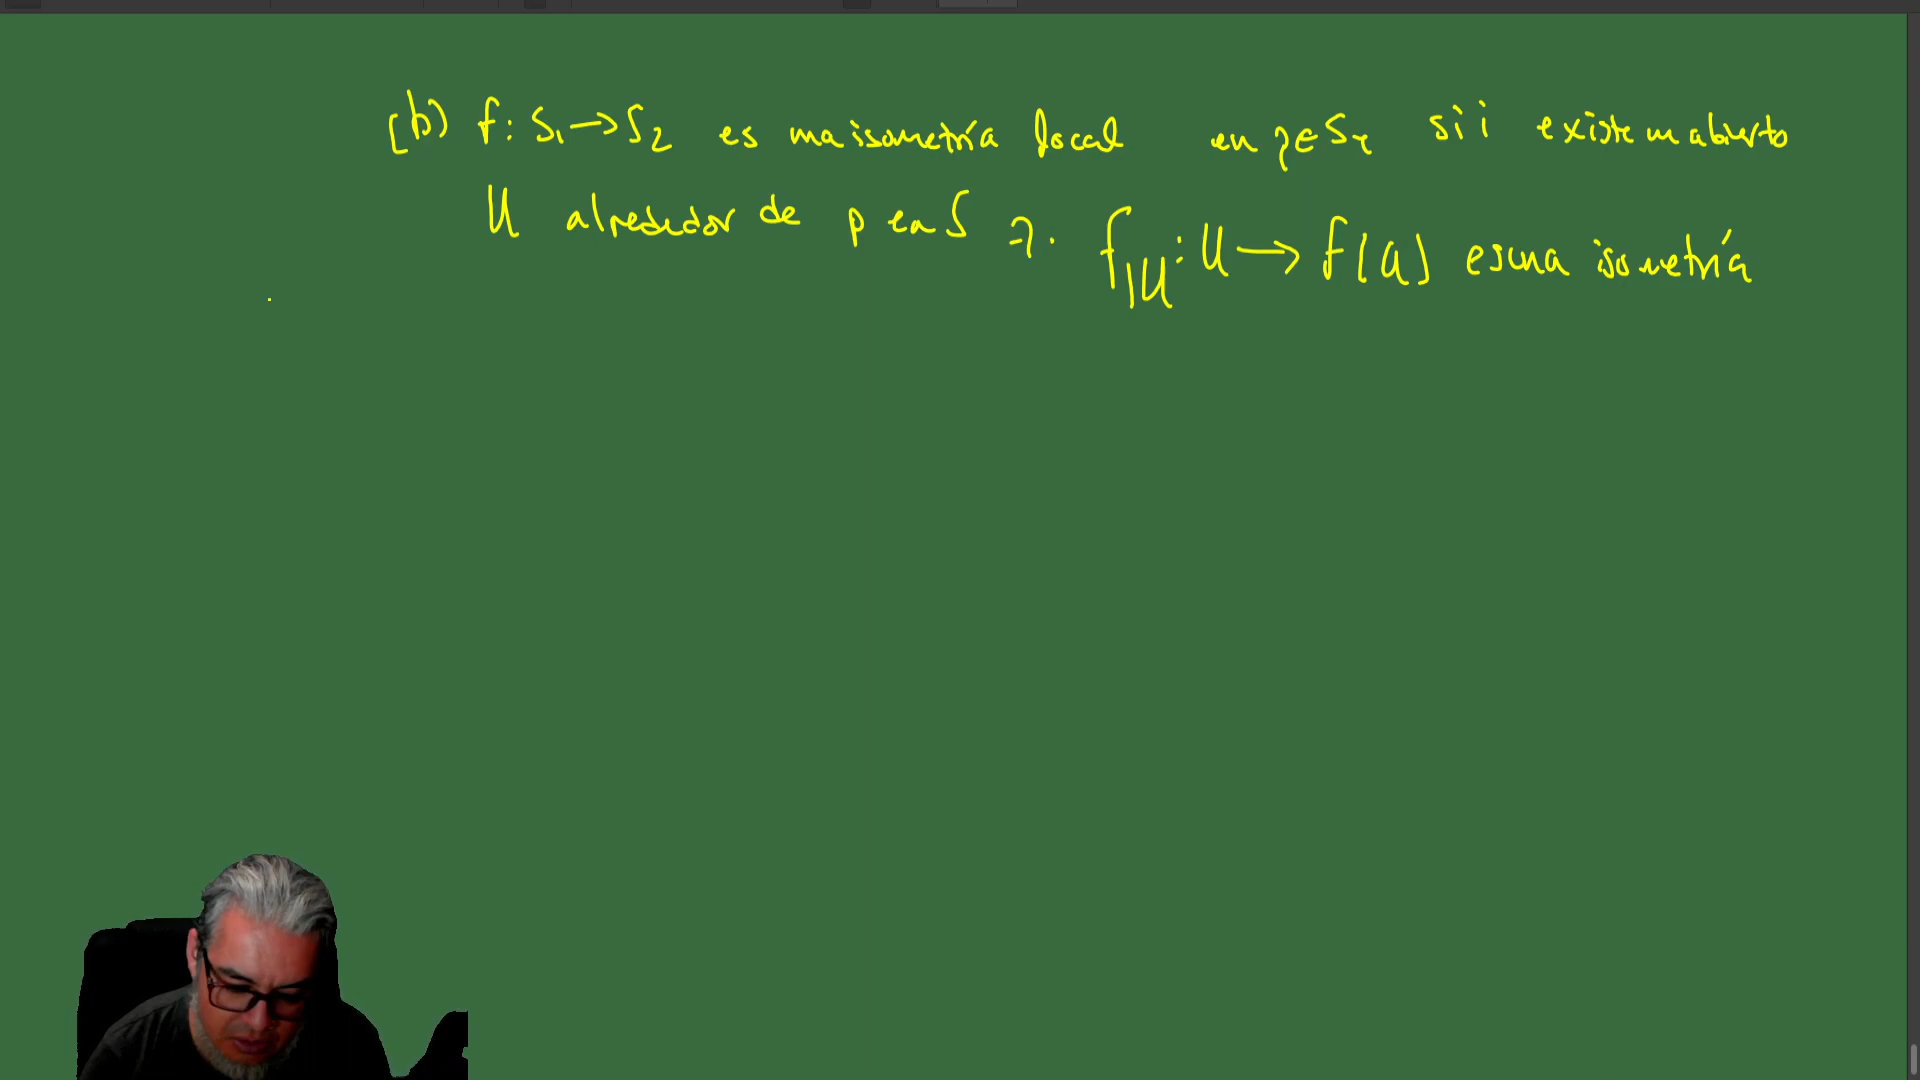 (b) f: S₁→S₂ es una isometría local en p∈S₁ sii existe un abierto
U alrededor de p en S ∋. f|U : U → f(U) es una isometría